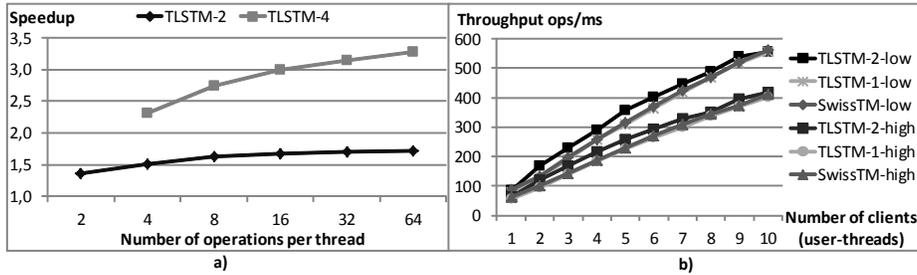 Speedup
TLSTM-2
TLSTM-4
3,5
3,0
2,5
2,0
1,5
1,0
2 4 8 16 32 64
Number of operations per thread
a)
Throughput ops/ms
600
500
400
300
200
100
0
1 2 3 4 5 6 7 8 9 10
Number of clients
(user-threads)
TLSTM-2-low
TLSTM-1-low
SwissTM-low
TLSTM-2-high
TLSTM-1-high
SwissTM-high
b)